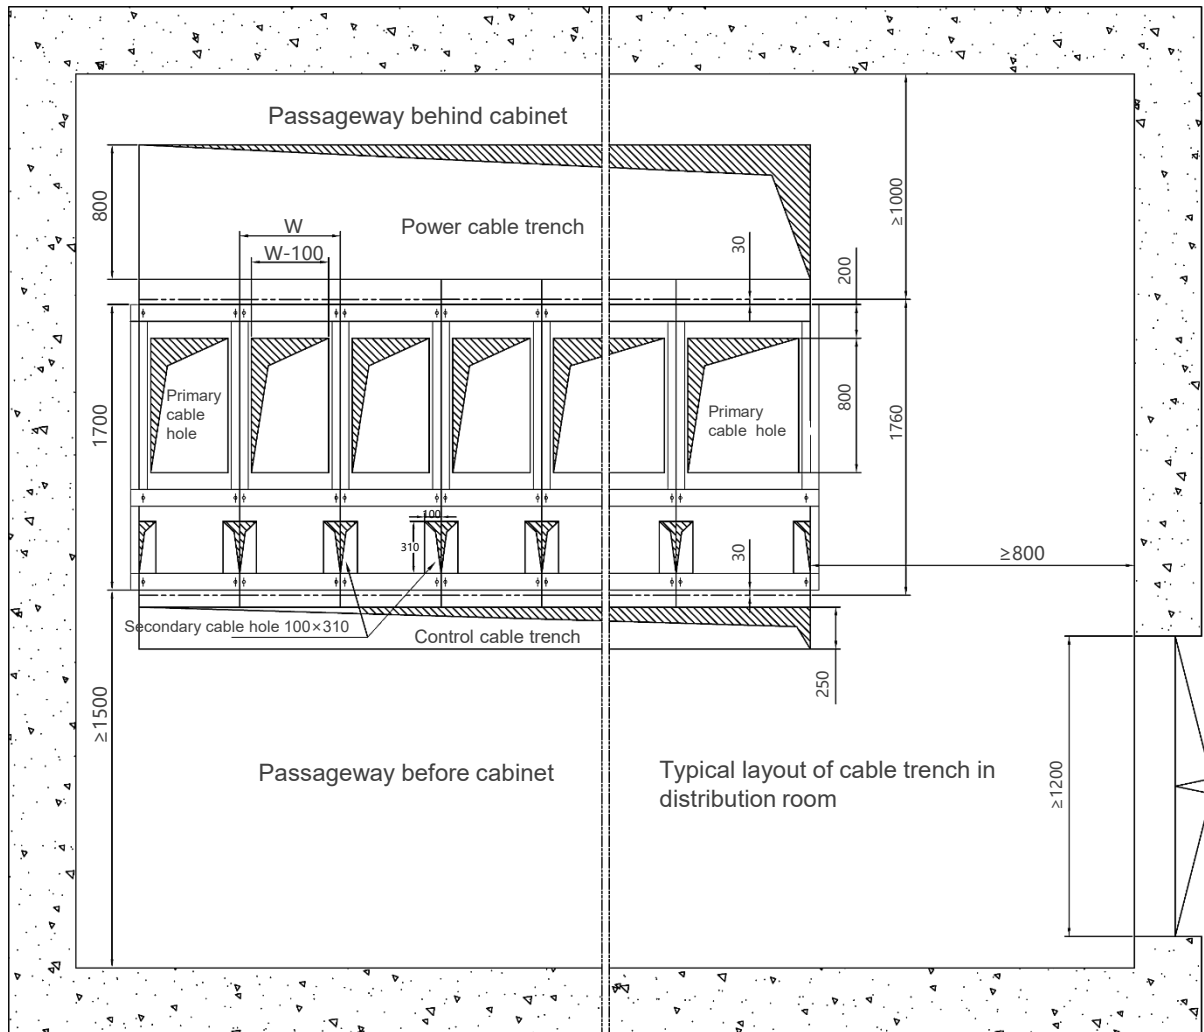 Passageway behind cabinet
800
≥1000
W
Power cable trench
W-100
30
200
Primary
cable
hole
Primary
cable hole
1700
800
1760
100
310
30
≥800
Secondary cable hole 100×310
Control cable trench
250
≥1500
Passageway before cabinet
Typical layout of cable trench in
distribution room
≥1200